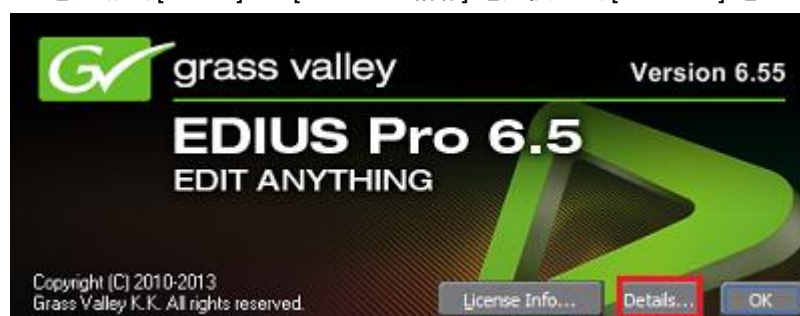 GV
grass valley
Version 6.55
EDIUS Pro 6.5
EDIT ANYTHING
Copyright (C) 2010-2013
Grass Valley K.K. All rights reserved.
License Info...
Details...
OK